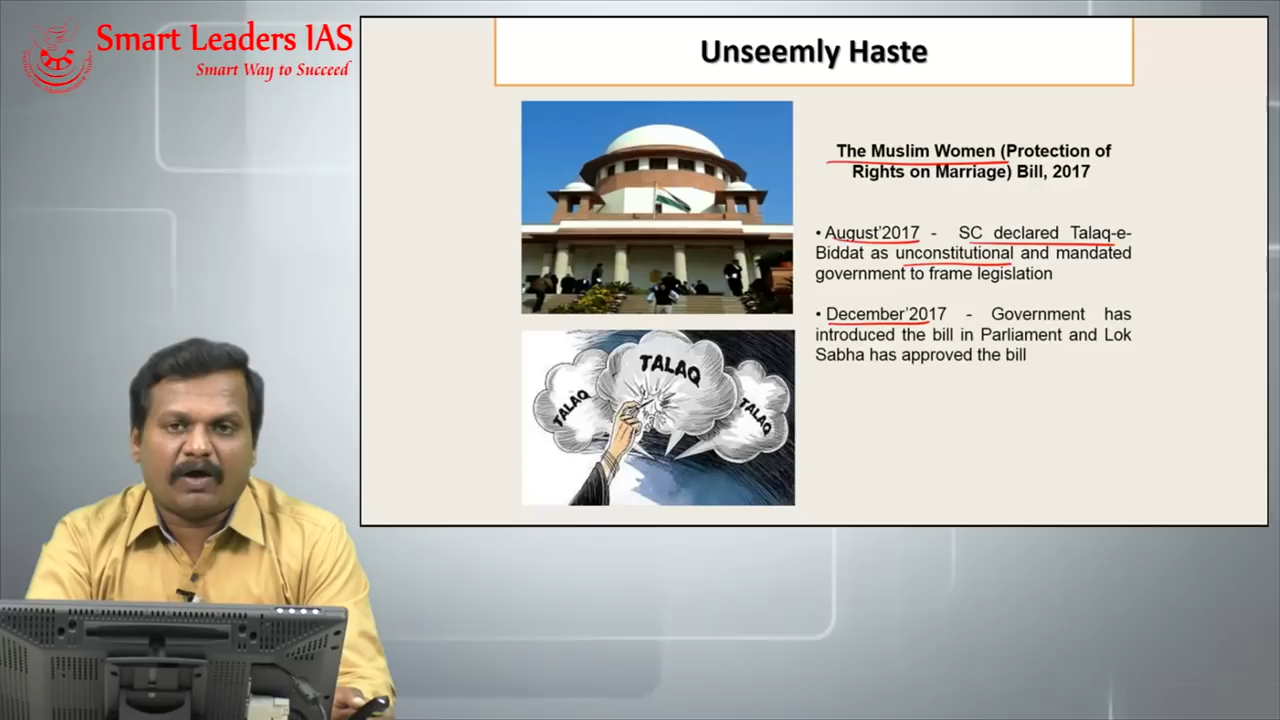 Smart Leaders IAS
Smart Way to Succeed
Unseemly Haste
The Muslim Women (Protection of
Rights on Marriage) Bill, 2017
• August'2017 - SC declared Talaq-e-
Biddat as unconstitutional and mandated
government to frame legislation
• December'2017 - Government has
introduced the bill in Parliament and Lok
Sabha has approved the bill
TALAQ
TALAQ
TALAQ